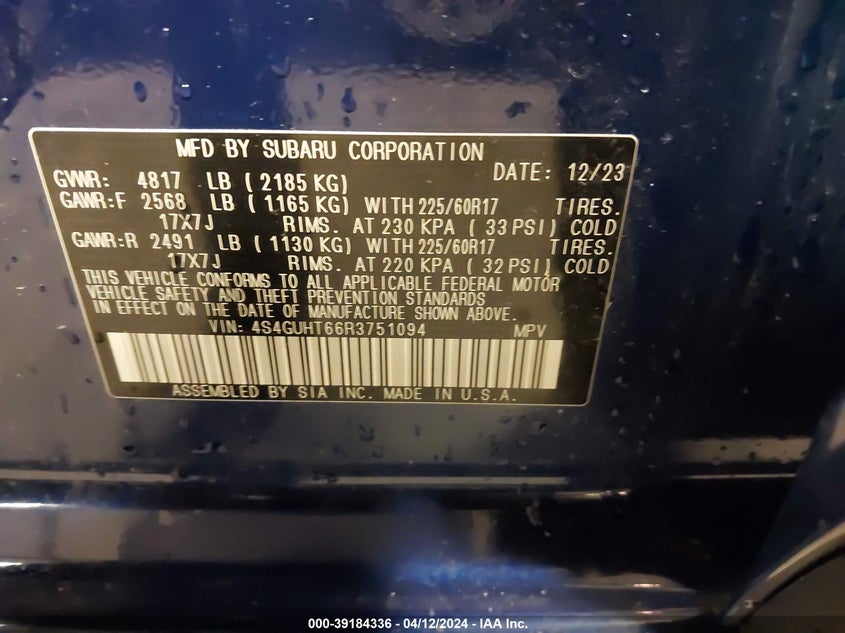 MFD BY SUBARU CORPORATION DATE: 12/23
GVWR: 4817 LB (2185 KG)
GAWR:F 2568 LB (1165 KG) WITH 225/60R17 TIRES.
17X7J RIMS. AT 230 KPA (33 PSI) COLD
GAWR:R 2491 LB (1130 KG) WITH 225/60R17 TIRES.
17X7J RIMS. AT 220 KPA (32 PSI) COLD
THIS VEHICLE CONFORMS TO ALL APPLICABLE FEDERAL MOTOR
VEHICLE SAFETY AND THEFT PREVENTION STANDARDS
IN EFFECT ON THE DATE OF MANUFACTURE SHOWN ABOVE.
VIN: 4S4GUHT66R3751094 MPV
ASSEMBLED BY SIA INC. MADE IN U.S.A.
000-39184336 - 04/12/2024 - IAA Inc.